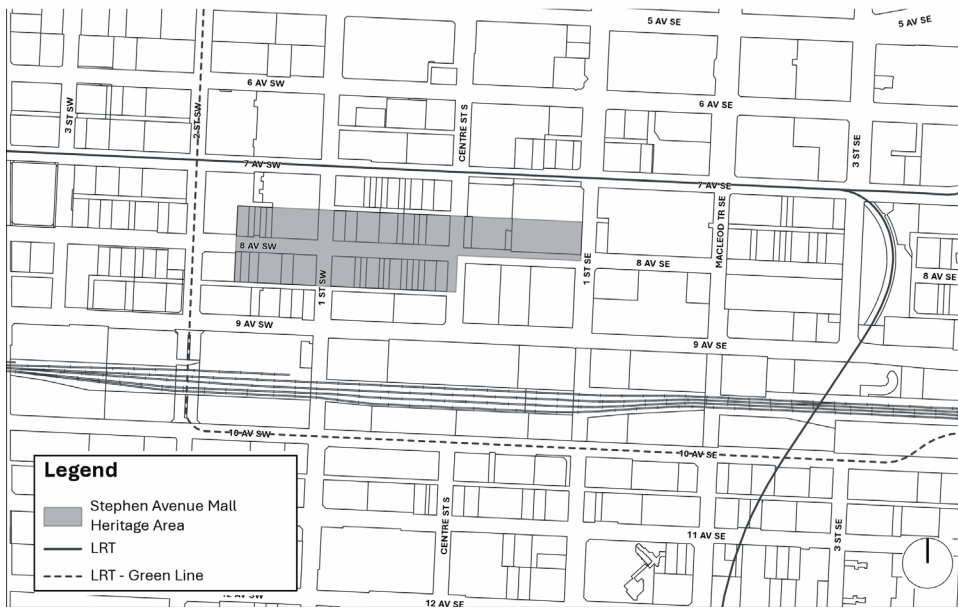 5 AV SE
5 AV SE
6 AV SW
6 AV SE
3 ST SW
2 ST SW
CENTRE ST S
3 ST SE
7 AV SW
7 AV SE
MACLEOD TR SE
8 AV SW
8 AV SE
8 AV SE
1 ST SW
1 ST SE
9 AV SW
9 AV SE
10 AV SW
10 AV SE
CENTRE ST S
11 AV SE
3 ST SE
12 AV SW
12 AV SE
Legend
Stephen Avenue Mall
Heritage Area
LRT
LRT - Green Line